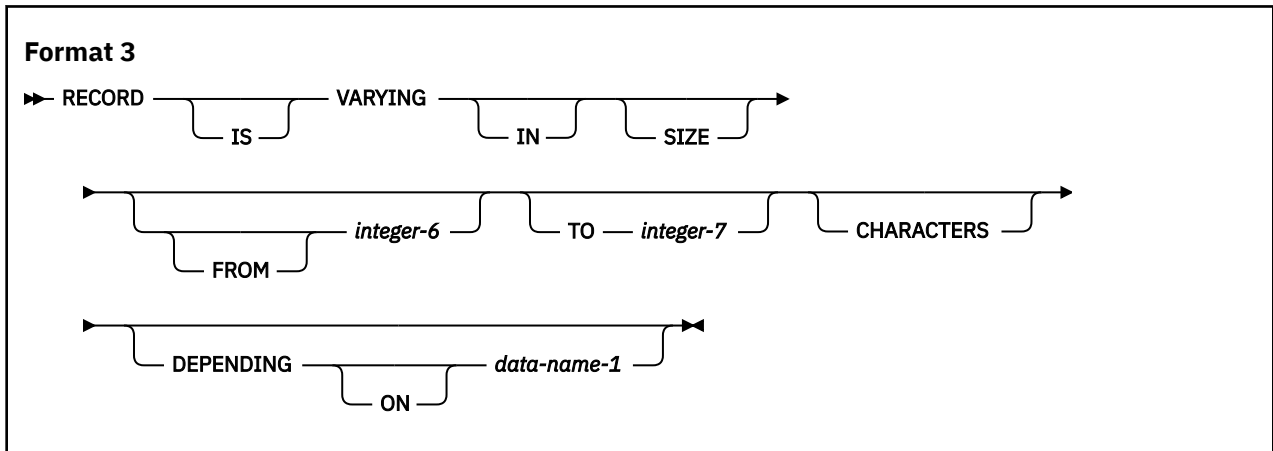 Format 3
RECORD VARYING
IS IN SIZE
integer-6 TO integer-7 CHARACTERS
FROM
DEPENDING data-name-1
ON